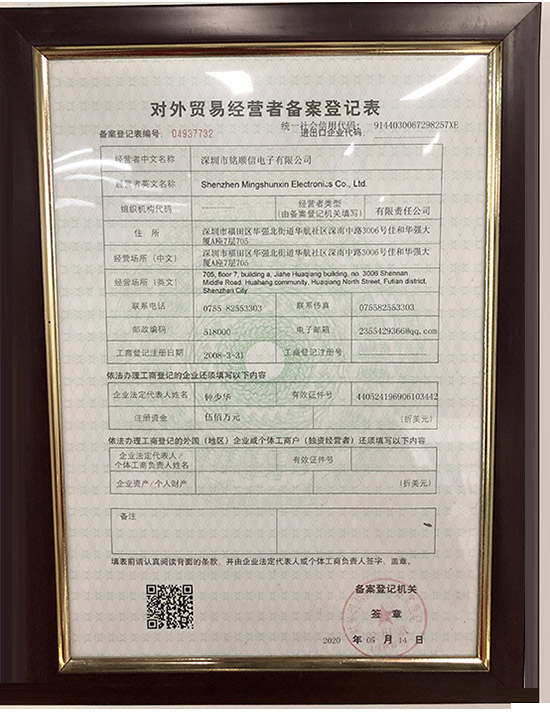 对外贸易经营者备案登记表
统一社会信用代码: 9144030067298257XE
备案登记表编号: 04937732
进出口企业代码:
经营者中文名称 深圳市铭顺信电子有限公司
经营者英文名称 Shenzhen Mingshunxin Electronics Co., Ltd.
组织机构代码 经营者类型 有限责任公司
(由备案登记机关填写)
住 所 深圳市福田区华强北街道华航社区深南中路3006号佳和华强大
厦A座7层705
经营场所 (中文) 深圳市福田区华强北街道华航社区深南中路3006号佳和华强大
厦A座7层705
经营场所 (英文) 705, floor 7, building a, Jiahe Huaqiang building, no. 3006 Shennan
Middle Road, Huahang community, Huaqiang North Street, Futian district,
Shenzhen City
联系电话 0755-82553303 联系传真 075582553303
邮政编码 518000 电子邮箱 2355429366@qq.com
工商登记注册日期 2008-3-31 工商登记注册号
依法办理工商登记的企业还须填写以下内容
企业法定代表人姓名 钟少华 有效证件号 440524196906103442
注册资金 伍佰万元 (折美元)
依法办理工商登记的外国 (地区) 企业或个体工商户 (独资经营者) 还须填写以下内容
企业法定代表人/
个体工商负责人姓名 有效证件号
企业资产/个人财产 (折美元)
备注
填表前请认真阅读背面的条款, 并由企业法定代表人或个体工商负责人签字、盖章。
备案登记机关
签 章
2020 年 05 月 14 日